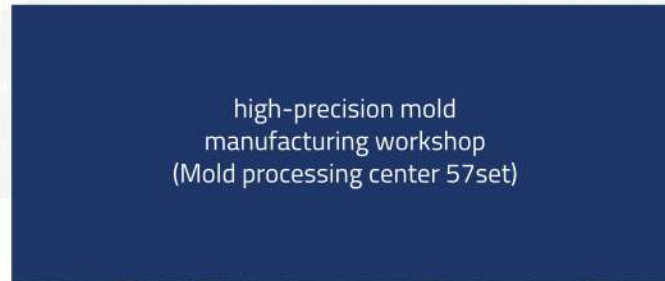 high-precision mold
manufacturing workshop
(Mold processing center 57set)